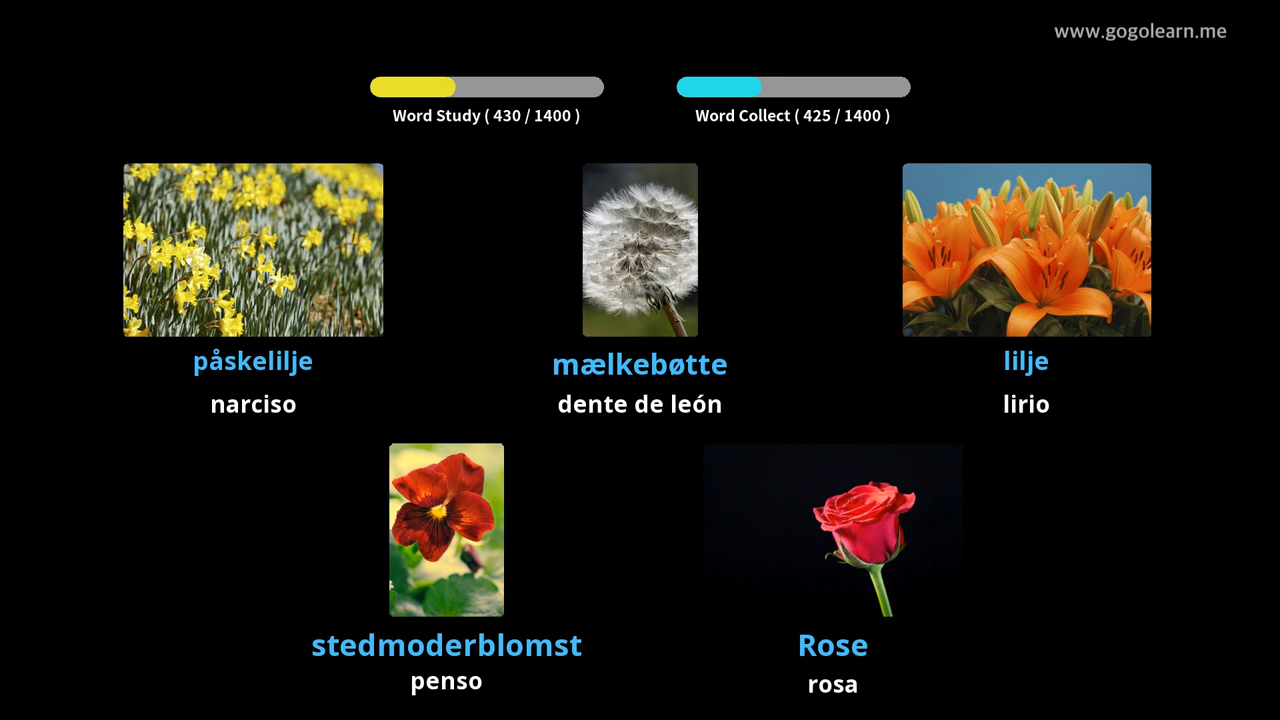 www.gogolearn.me
Word Study ( 430 / 1400 )
Word Collect ( 425 / 1400 )
påskelilje
mælkebøtte
lilje
narciso
dente de león
lirio
stedmoderblomst
Rose
penso
rosa